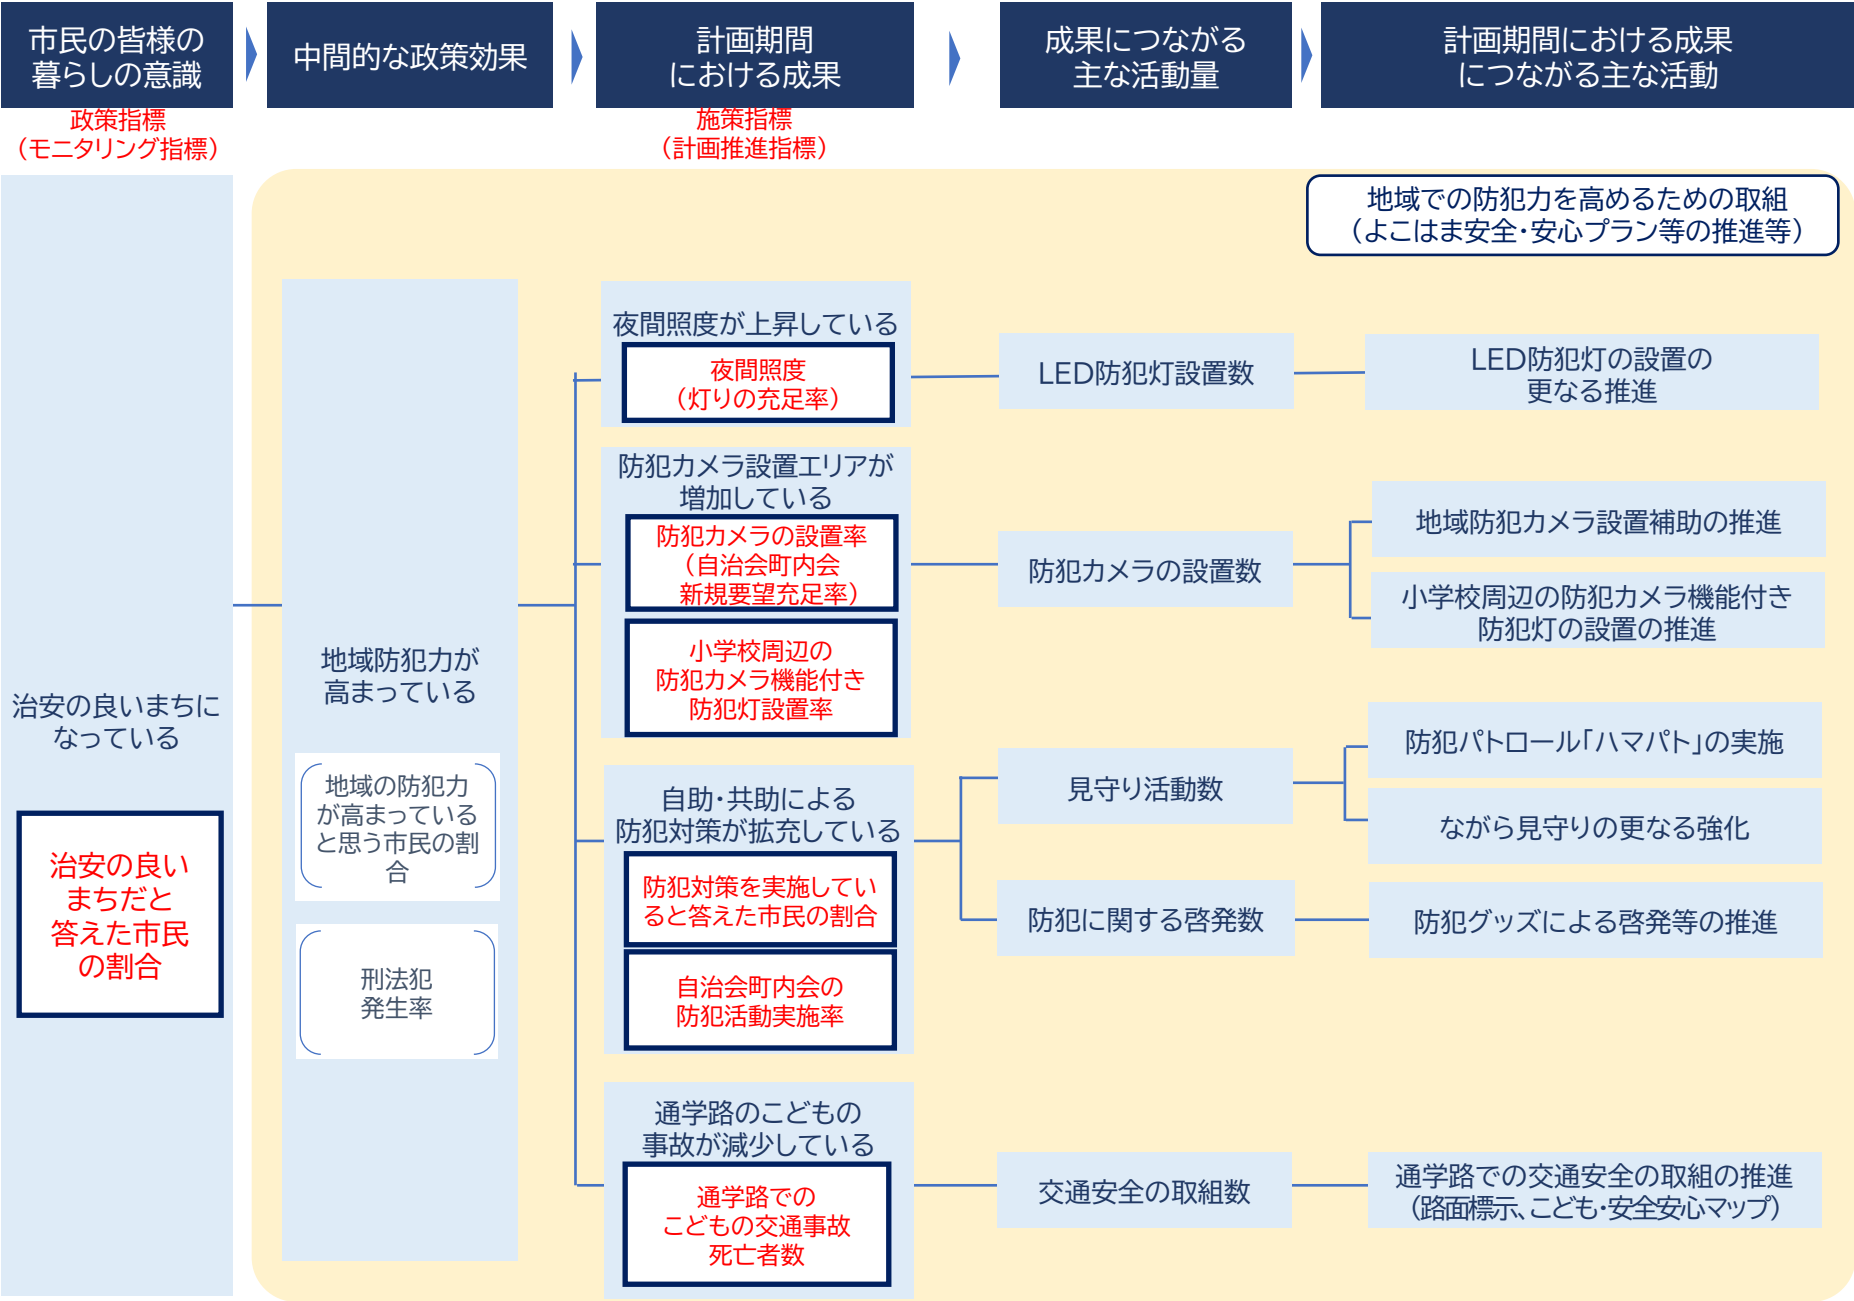 市民の皆様の
暮らしの意識
中間的な政策効果
計画期間
における成果
成果につながる
主な活動量
計画期間における成果
につながる主な活動
政策指標
（モニタリング指標）
施策指標
（計画推進指標）
地域での防犯力を高めるための取組
（よこはま安全・安心プラン等の推進等）
治安の良いまちに
なっている
治安の良い
まちだと
答えた市民
の割合
地域防犯力が
高まっている
地域の防犯力
が高まっている
と思う市民の割
合
刑法犯
発生率
夜間照度が上昇している
夜間照度
（灯りの充足率）
LED防犯灯設置数
LED防犯灯の設置の
更なる推進
防犯カメラ設置エリアが
増加している
防犯カメラの設置率
（自治会町内会
新規要望充足率）
小学校周辺の
防犯カメラ機能付き
防犯灯設置率
防犯カメラの設置数
地域防犯カメラ設置補助の推進
小学校周辺の防犯カメラ機能付き
防犯灯の設置の推進
自助・共助による
防犯対策が拡充している
防犯対策を実施してい
ると答えた市民の割合
自治会町内会の
防犯活動実施率
見守り活動数
防犯パトロール「ハマパト」の実施
ながら見守りの更なる強化
防犯に関する啓発数
防犯グッズによる啓発等の推進
通学路のこどもの
事故が減少している
通学路での
こどもの交通事故
死亡者数
交通安全の取組数
通学路での交通安全の取組の推進
（路面標示、こども・安全安心マップ）